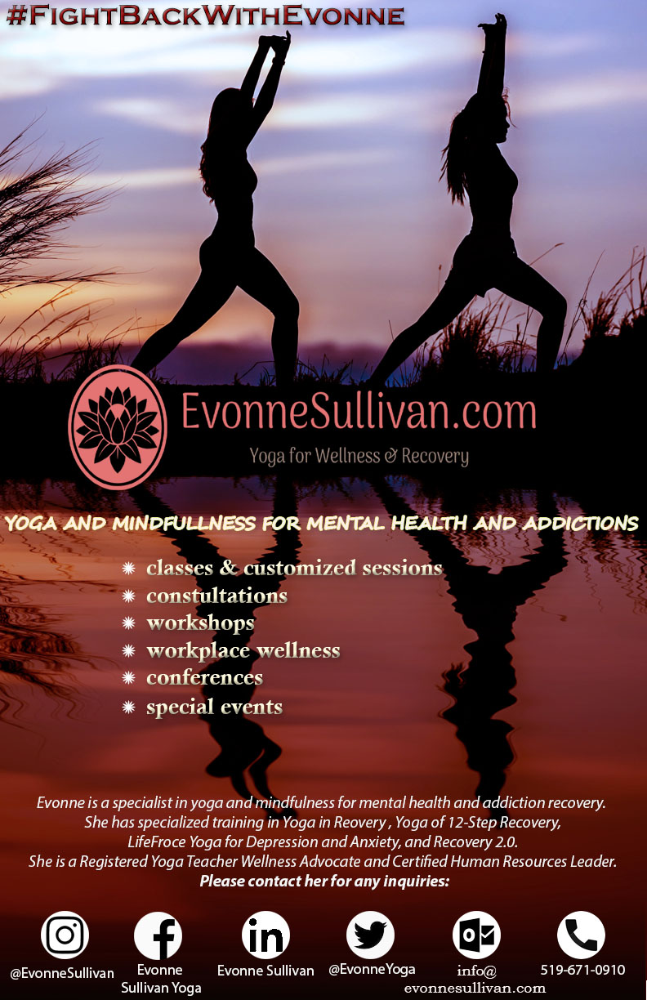 #FightBackWithEvonne
EvonneSullivan.com
Yoga for Wellness & Recovery
YOGA AND MINDFULLNESS FOR MENTAL HEALTH AND ADDICTIONS
classes & customized sessions
constultations
workshops
workplace wellness
conferences
special events
Evonne is a specialist in yoga and mindfulness for mental health and addiction recovery.
She has specialized training in Yoga in Reovery , Yoga of 12-Step Recovery,
LifeFroce Yoga for Depression and Anxiety, and Recovery 2.0.
She is a Registered Yoga Teacher Wellness Advocate and Certified Human Resources Leader.
Please contact her for any inquiries:
@EvonneSullivan
Evonne
Sullivan Yoga
Evonne Sullivan
@EvonneYoga
info@
evonnesullivan.com
519-671-0910